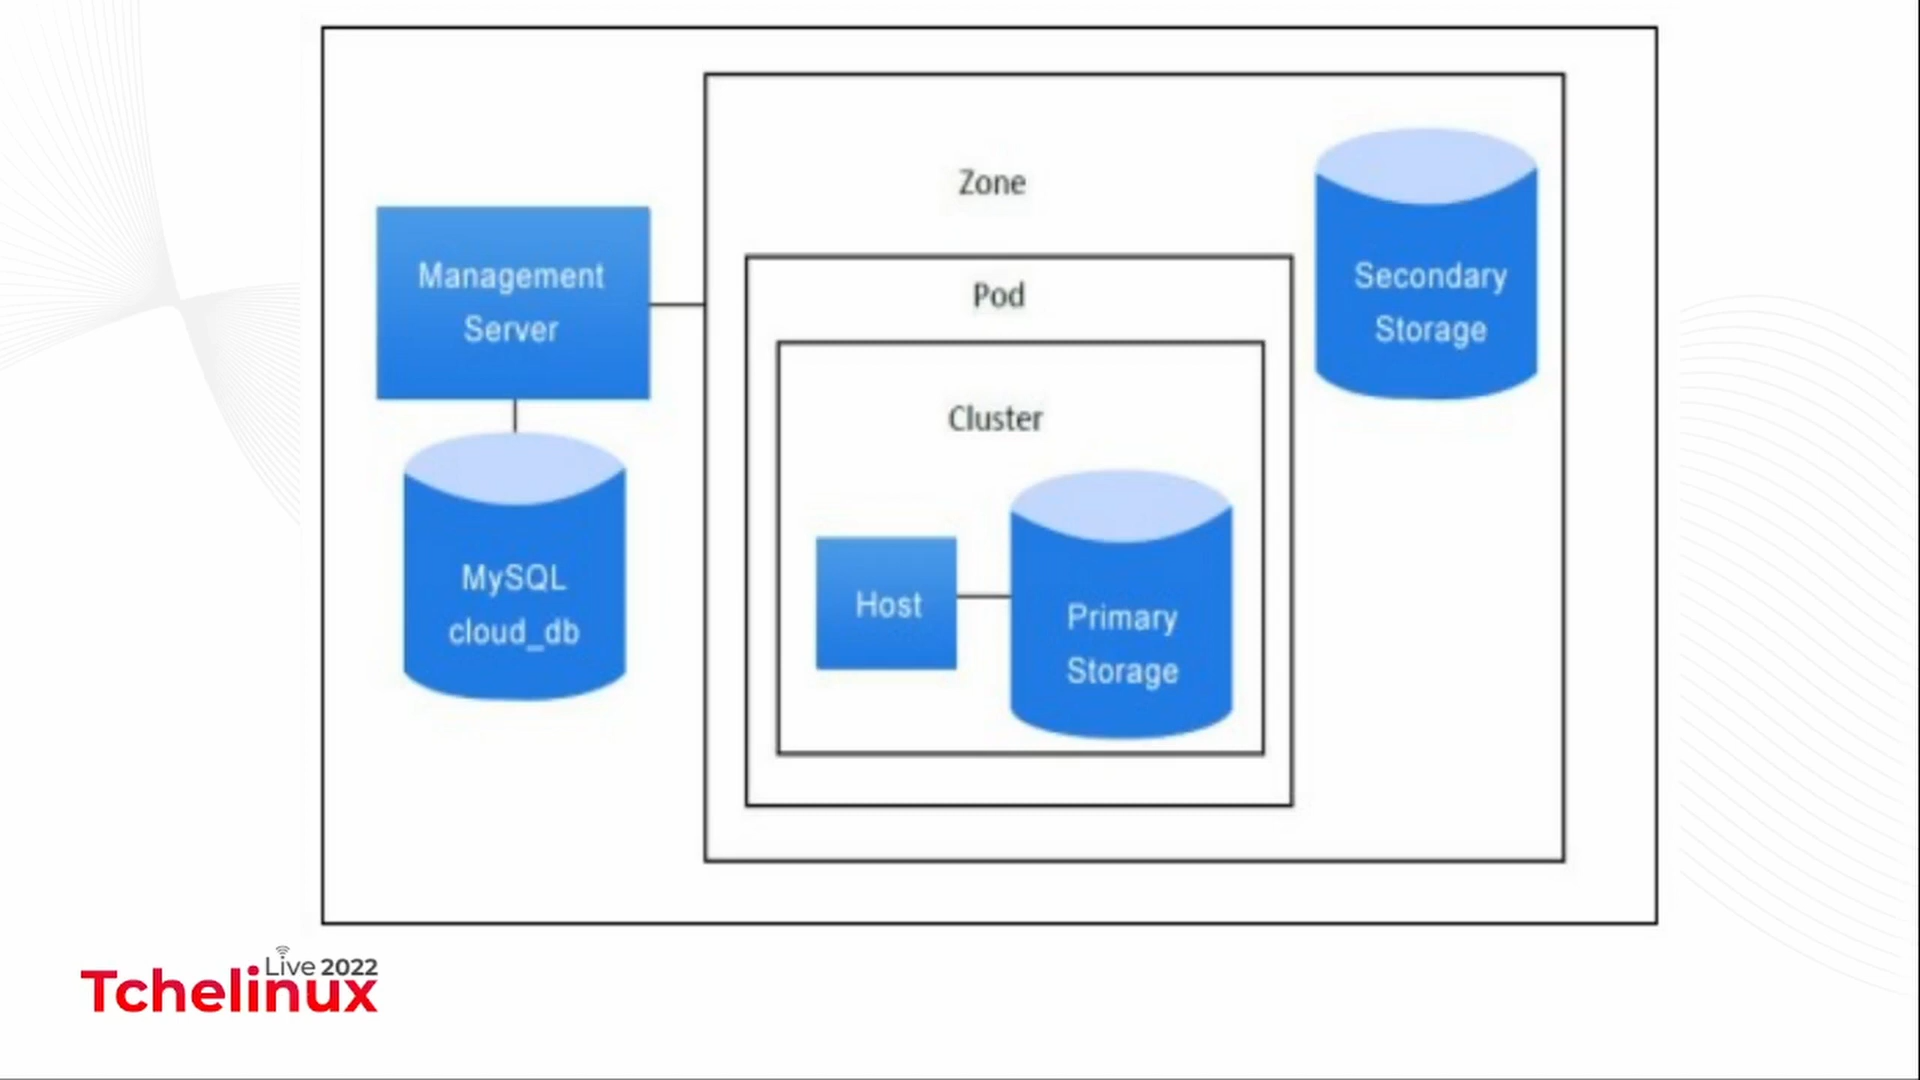 Zone
Management
Server
Secondary
Storage
Pod
Cluster
MySQL
cloud_db
Host
Primary
Storage
Live 2022
Tchelinux